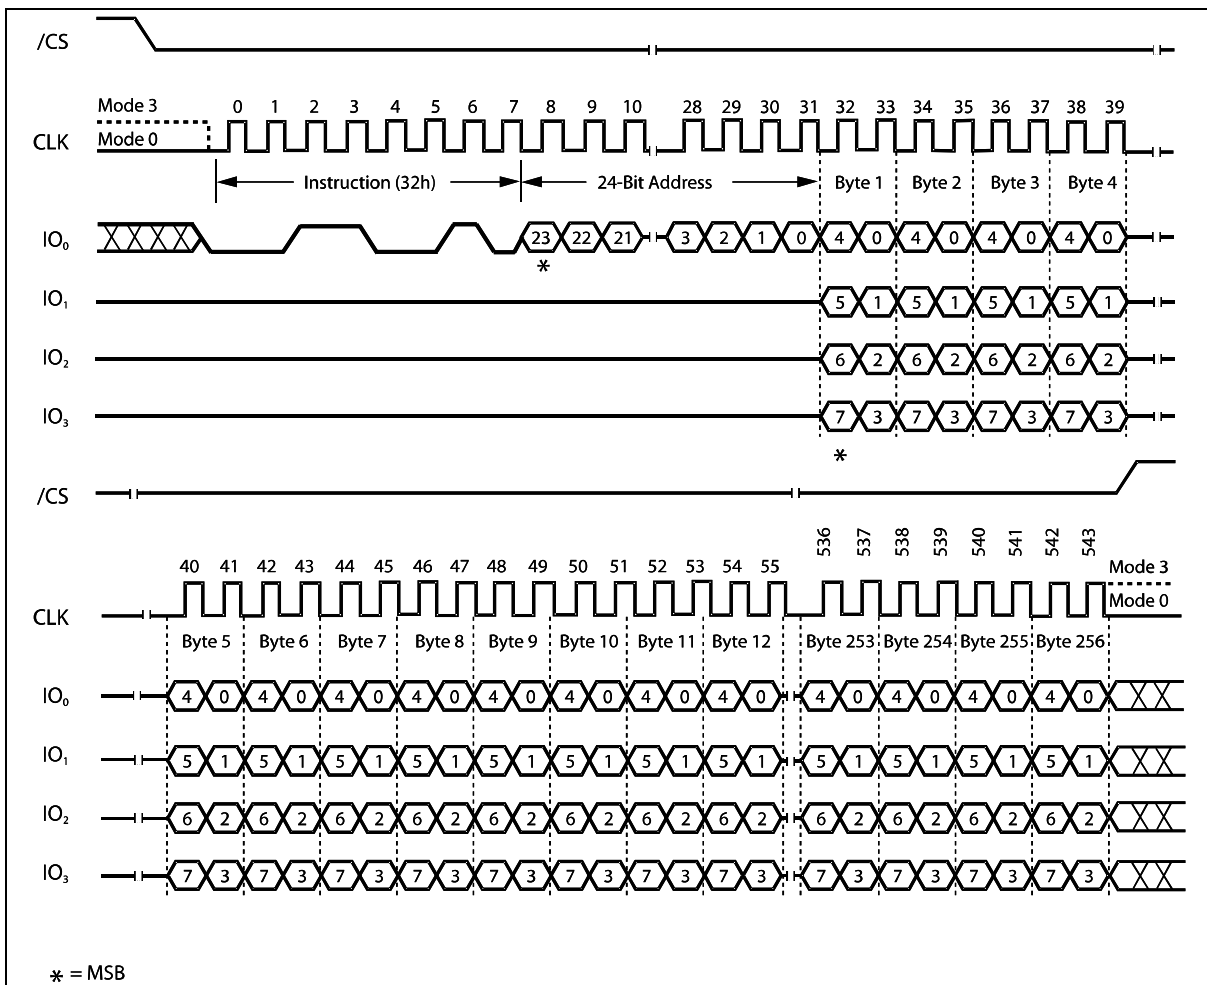 /CS
0 1 2 3 4 5 6 7 8 9 10 28 29 30 31 32 33 34 35 36 37 38 39
Mode 3
Mode 0
CLK
Instruction (32h) 24-Bit Address Byte 1 Byte 2 Byte 3 Byte 4
IO₀ 23 22 21 3 2 1 0 4 0 4 0 4 0 4 0
*
IO₁ 5 1 5 1 5 1 5 1
IO₂ 6 2 6 2 6 2 6 2
IO₃ 7 3 7 3 7 3 7 3
*
/CS
536 537 538 539 540 541 542 543
40 41 42 43 44 45 46 47 48 49 50 51 52 53 54 55
Mode 3
Mode 0
CLK
Byte 5 Byte 6 Byte 7 Byte 8 Byte 9 Byte 10 Byte 11 Byte 12 Byte 253 Byte 254 Byte 255 Byte 256
IO₀ 4 0 4 0 4 0 4 0 4 0 4 0 4 0 4 0 4 0 4 0 4 0 4 0
IO₁ 5 1 5 1 5 1 5 1 5 1 5 1 5 1 5 1 5 1 5 1 5 1 5 1
IO₂ 6 2 6 2 6 2 6 2 6 2 6 2 6 2 6 2 6 2 6 2 6 2 6 2
IO₃ 7 3 7 3 7 3 7 3 7 3 7 3 7 3 7 3 7 3 7 3 7 3 7 3
* = MSB